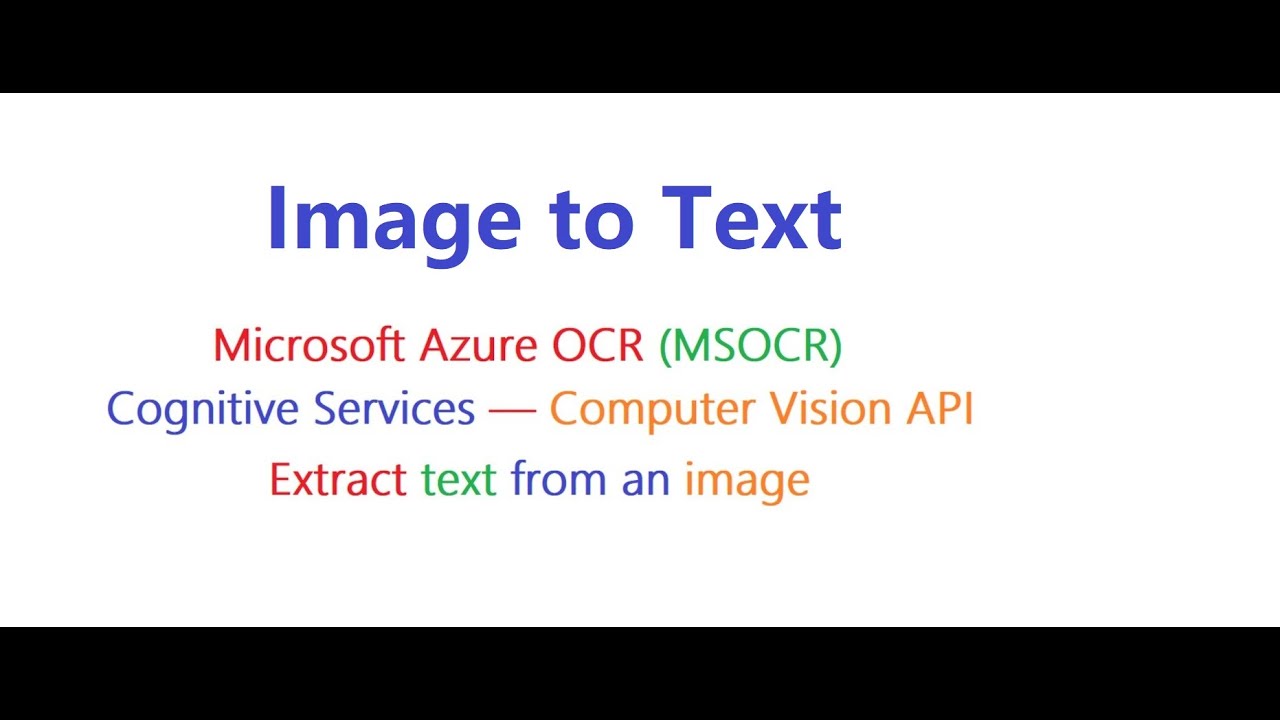 Image to Text
Microsoft Azure OCR (MSOCR)
Cognitive Services — Computer Vision API
Extract text from an image